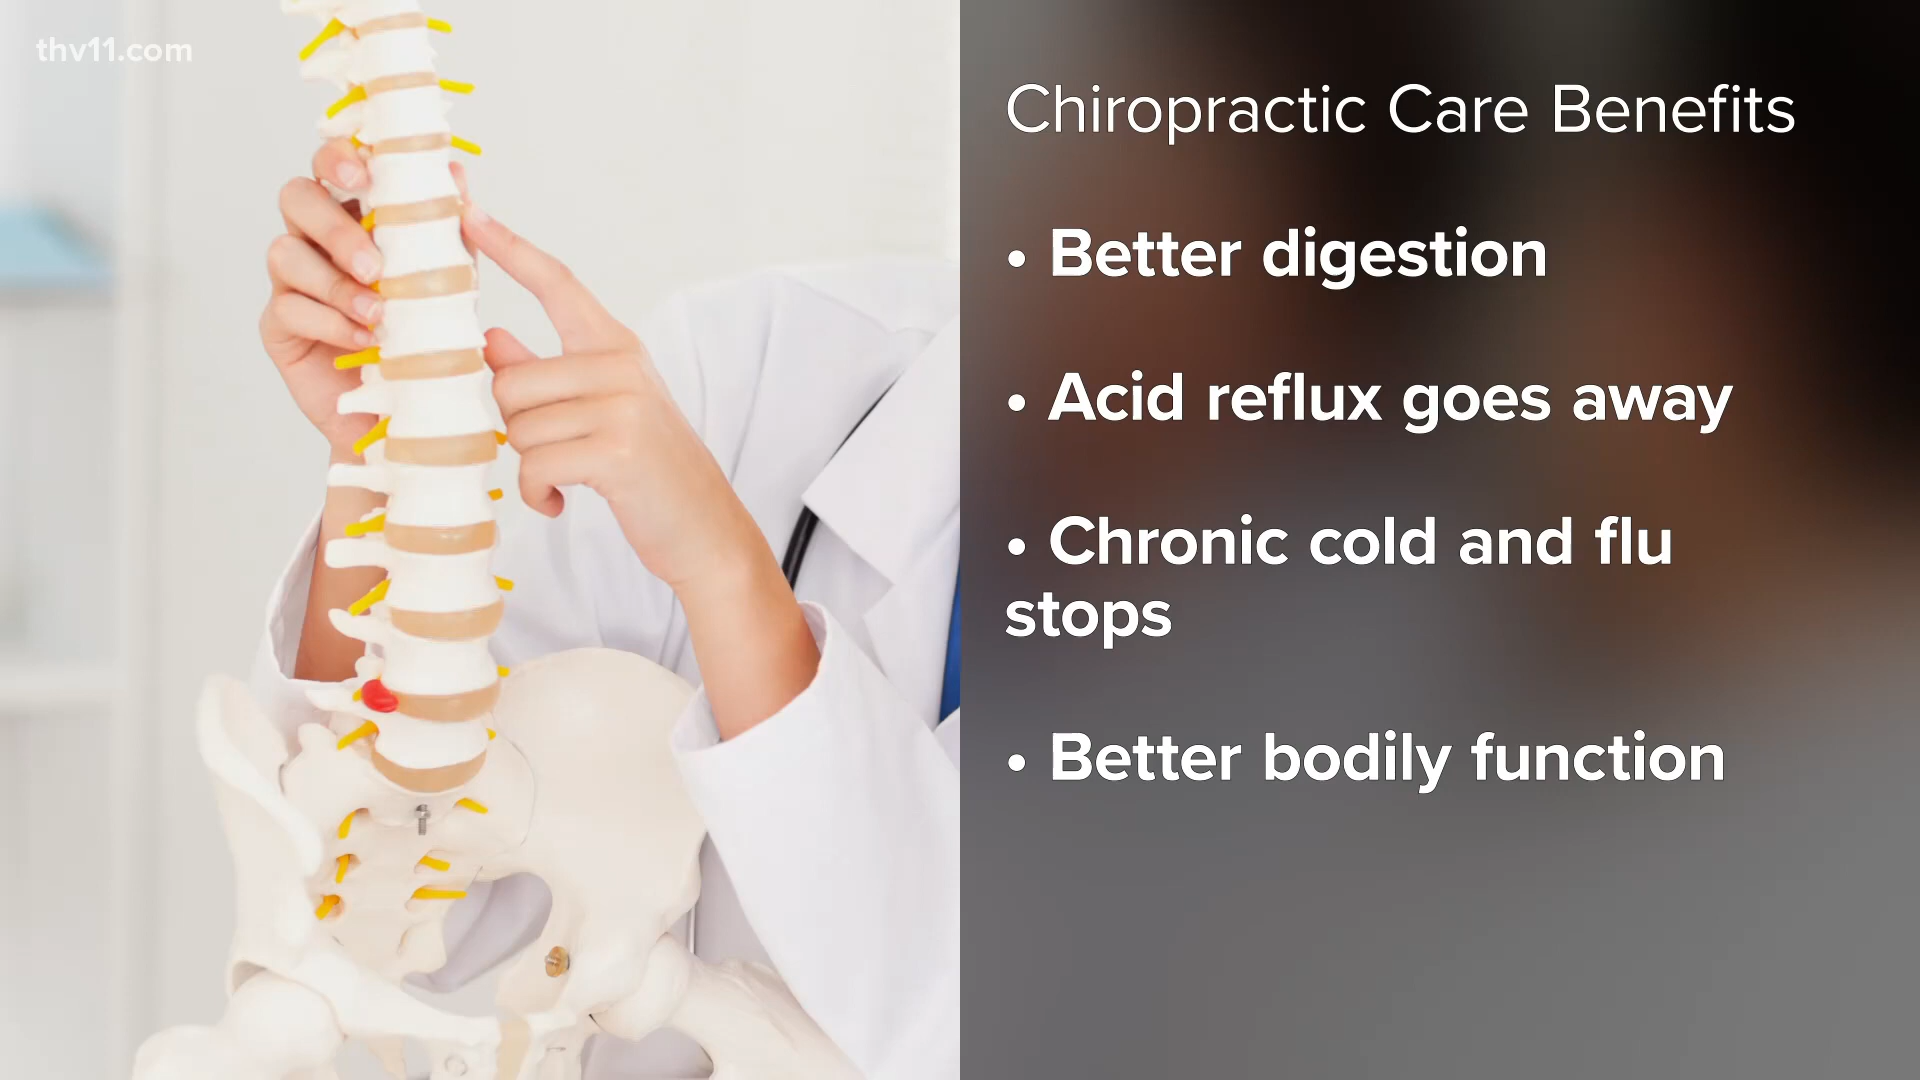 thv11.com
Chiropractic Care Benefits
• Better digestion
• Acid reflux goes away
• Chronic cold and flu
stops
• Better bodily function